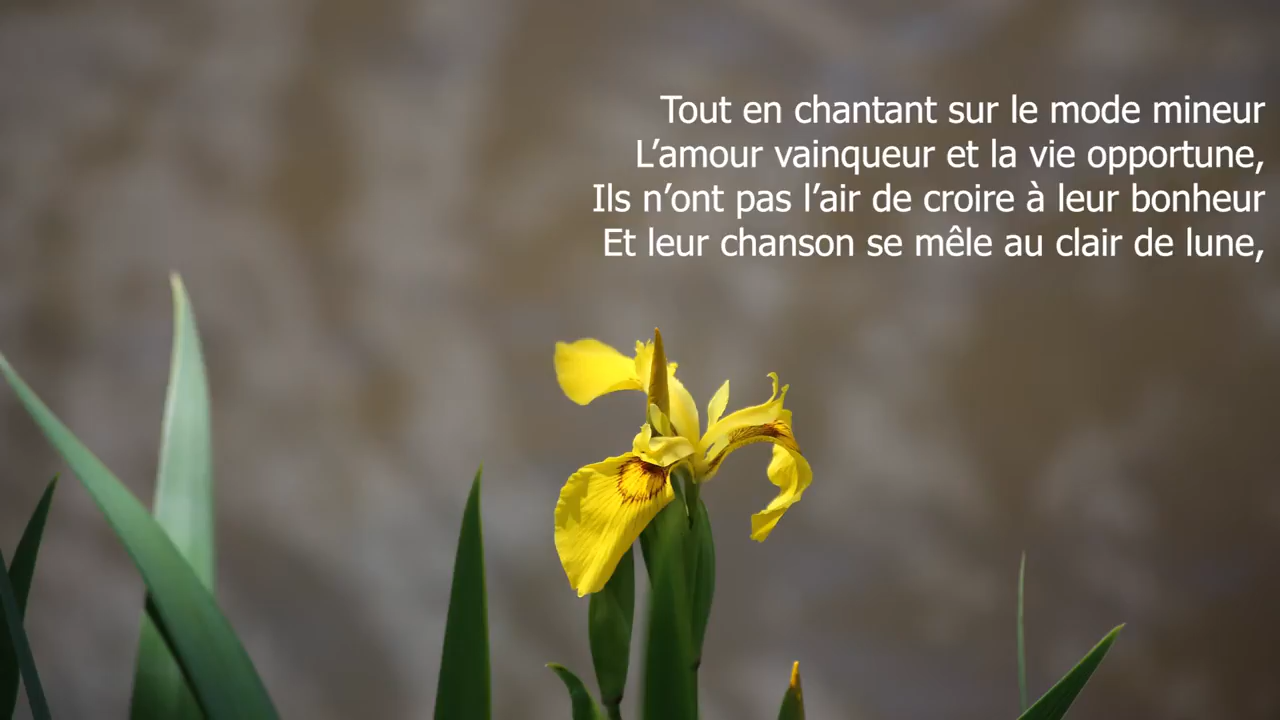 Tout en chantant sur le mode mineur
L’amour vainqueur et la vie opportune,
Ils n’ont pas l’air de croire à leur bonheur
Et leur chanson se mêle au clair de lune,